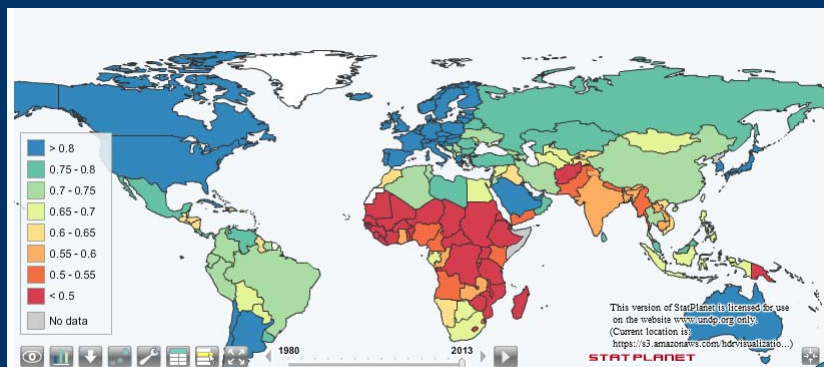 > 0.8
0.75 - 0.8
0.7 - 0.75
0.65 - 0.7
0.6 - 0.65
0.55 - 0.6
0.5 - 0.55
< 0.5
No data
This version of StatPlanet is licensed for use
on the website www.undp.org only.
(Current location is:
https://s3.amazonaws.com/hdrvisualizatio...)
1980
2013
STATPLANET